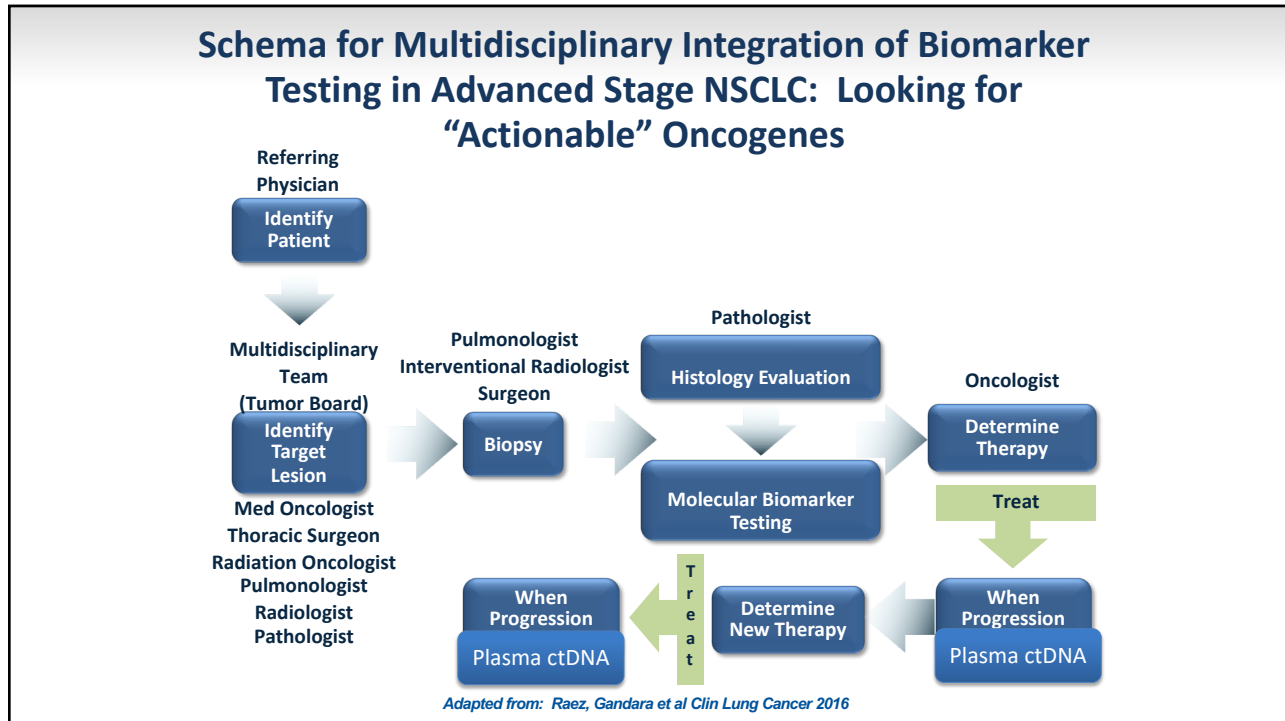 Schema for Multidisciplinary Integration of Biomarker
Testing in Advanced Stage NSCLC: Looking for
“Actionable” Oncogenes
Referring
Physician
Identify
Patient
Multidisciplinary
Team
(Tumor Board)
Identify
Target
Lesion
Med Oncologist
Thoracic Surgeon
Radiation Oncologist
Pulmonologist
Radiologist
Pathologist
Pulmonologist
Interventional Radiologist
Surgeon
Biopsy
Pathologist
Histology Evaluation
Molecular Biomarker
Testing
Oncologist
Determine
Therapy
Treat
When
Progression
Plasma ctDNA
Determine
New Therapy
T
r
e
a
t
When
Progression
Plasma ctDNA
Adapted from: Raez, Gandara et al Clin Lung Cancer 2016